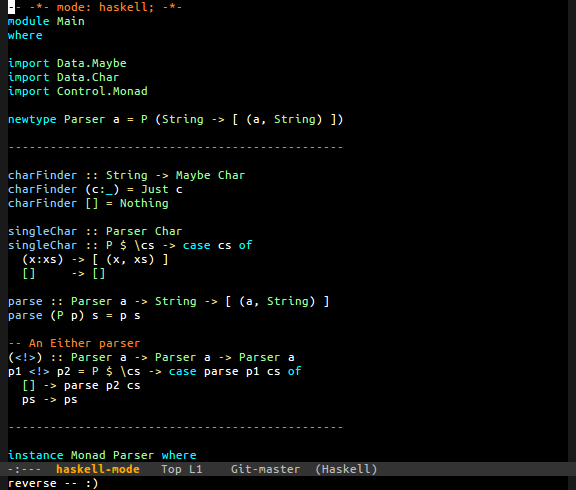 -- -*- mode: haskell; -*-
module Main
where
import Data.Maybe
import Data.Char
import Control.Monad
newtype Parser a = P (String -> [ (a, String) ])
------------------------------------------------
charFinder :: String -> Maybe Char
charFinder (c:_) = Just c
charFinder [] = Nothing
singleChar :: Parser Char
singleChar :: P $ \cs -> case cs of
  (x:xs) -> [ (x, xs) ]
  []     -> []
parse :: Parser a -> String -> [ (a, String) ]
parse (P p) s = p s
-- An Either parser
(<!>) :: Parser a -> Parser a -> Parser a
p1 <!> p2 = P $ \cs -> case parse p1 cs of
  [] -> parse p2 cs
  ps -> ps
------------------------------------------------
instance Monad Parser where
-:---  haskell-mode   Top L1    Git-master  (Haskell)
reverse -- :)